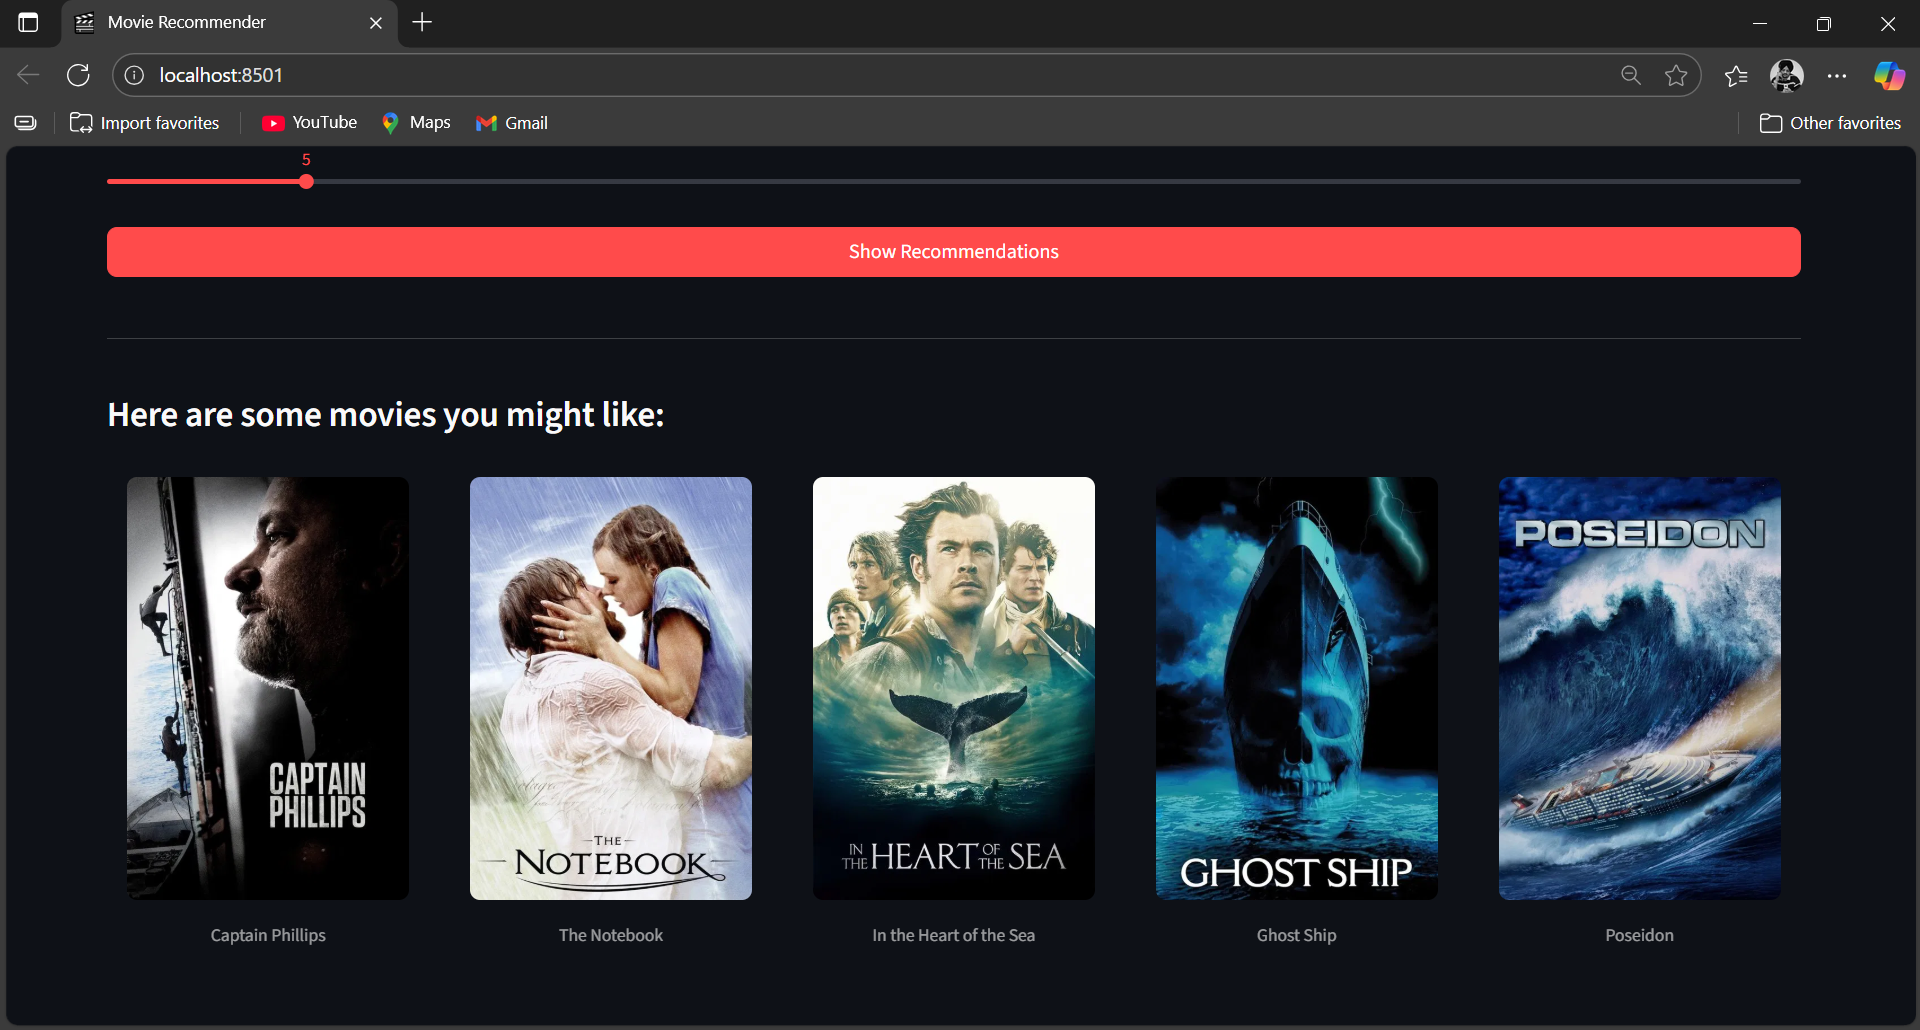 Movie Recommender
localhost:8501
Import favorites
YouTube
Maps
Gmail
Other favorites
5
Show Recommendations
Here are some movies you might like:
CAPTAIN
PHILLIPS
THE
NOTEBOOK
IN THE HEART OF THE SEA
GHOST SHIP
POSEIDON
Captain Phillips
The Notebook
In the Heart of the Sea
Ghost Ship
Poseidon